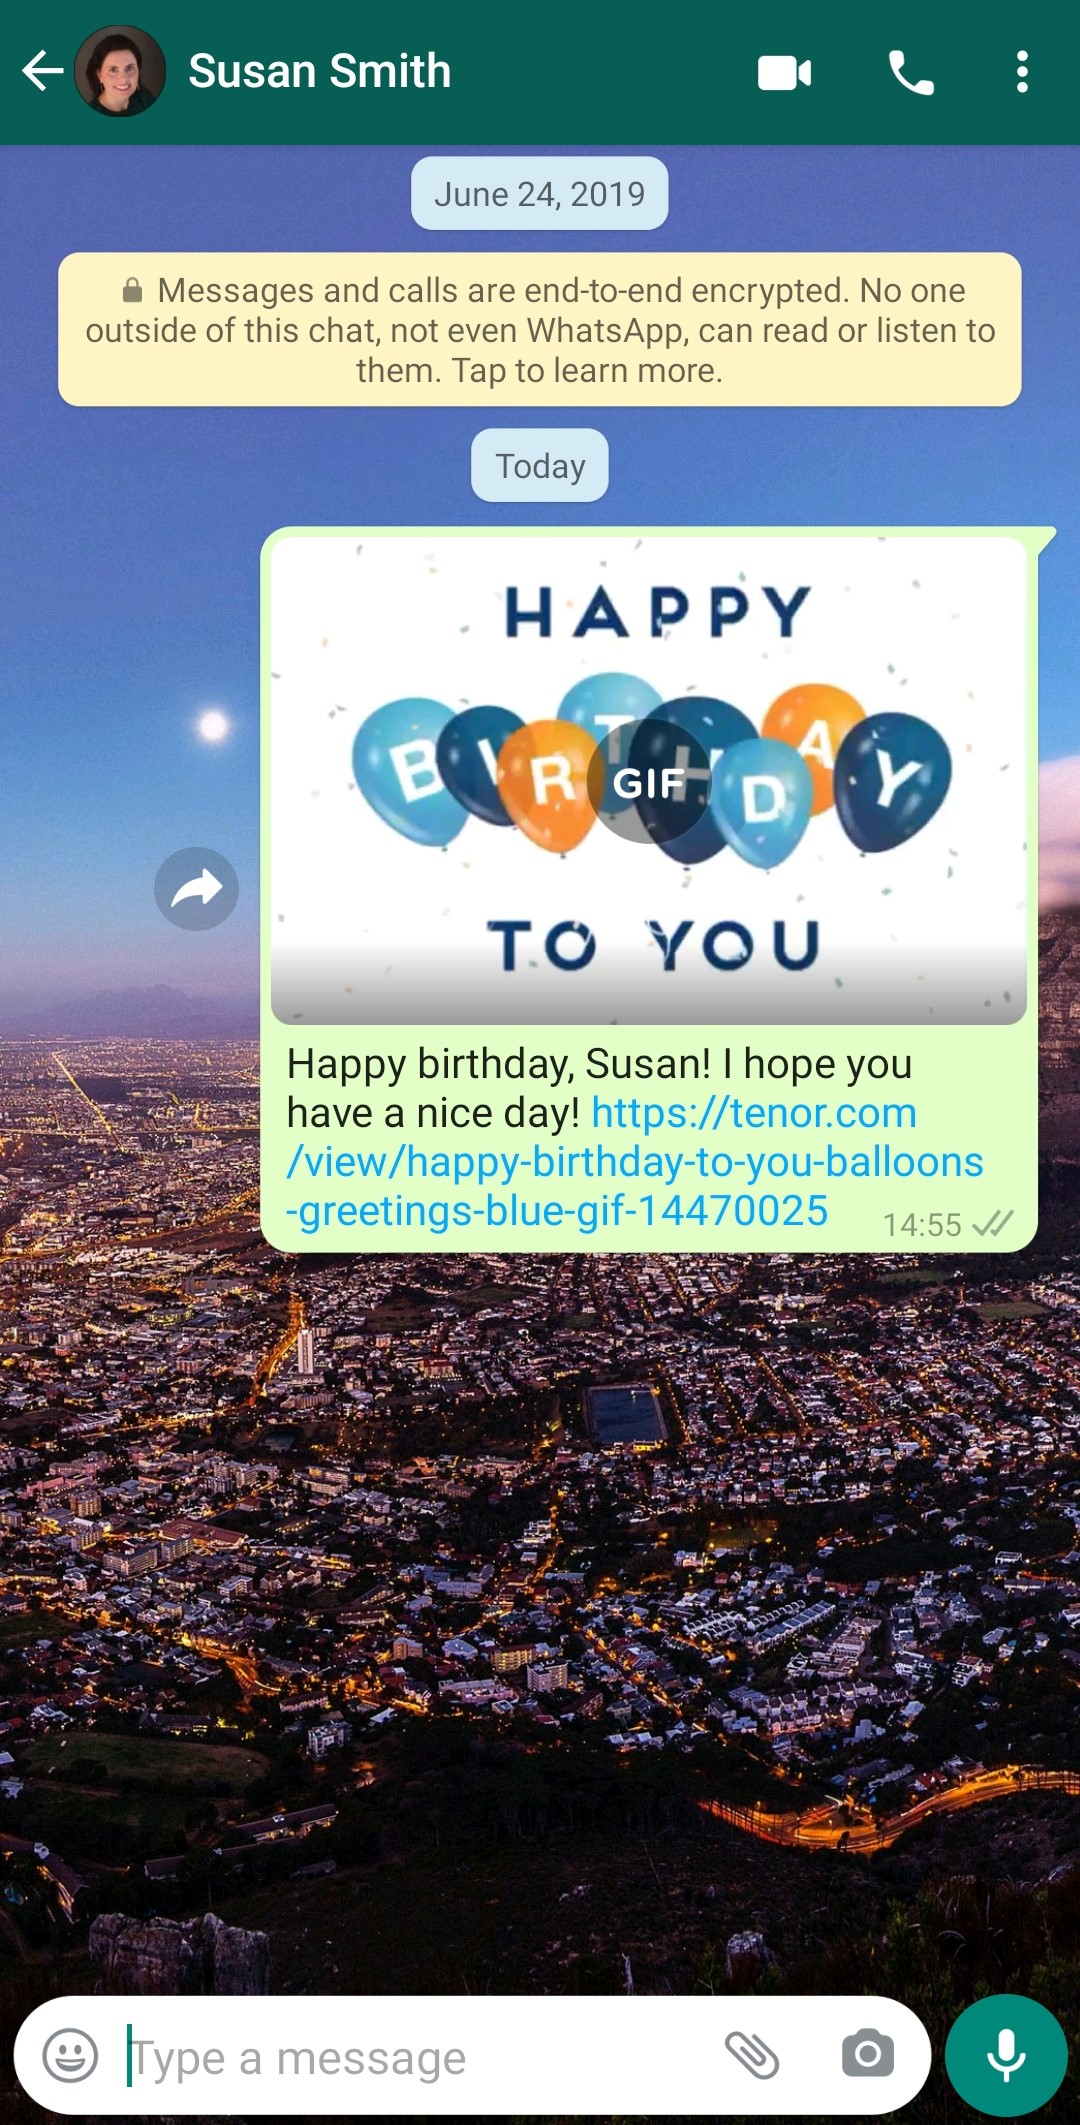 Susan Smith
June 24, 2019
Messages and calls are end-to-end encrypted. No one
outside of this chat, not even WhatsApp, can read or listen to
them. Tap to learn more.
Today
HAPPY
BIRTHDAY
GIF
TO YOU
Happy birthday, Susan! I hope you
have a nice day! https://tenor.com
/view/happy-birthday-to-you-balloons
-greetings-blue-gif-14470025
14:55
Type a message